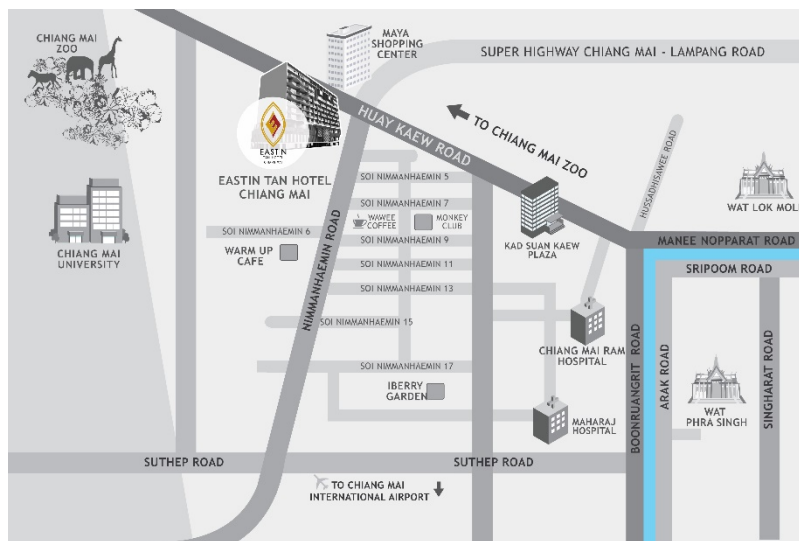 CHIANG MAI
ZOO
MAYA
SHOPPING
CENTER
SUPER HIGHWAY CHIANG MAI - LAMPANG ROAD
EASTIN
HUAY KAEW ROAD
TO CHIANG MAI ZOO
HUSSADHISAWEE ROAD
EASTIN TAN HOTEL
CHIANG MAI
SOI NIMMANHAEMIN 5
SOI NIMMANHAEMIN 7
WAWEE
COFFEE
MONKEY
CLUB
SOI NIMMANHAEMIN 6
SOI NIMMANHAEMIN 9
WARM UP
CAFE
SOI NIMMANHAEMIN 11
SOI NIMMANHAEMIN 13
SOI NIMMANHAEMIN 15
SOI NIMMANHAEMIN 17
NIMMANHAEMIN ROAD
CHIANG MAI
UNIVERSITY
KAD SUAN KAEW
PLAZA
WAT LOK MOLI
MANEE NOPPARAT ROAD
SRIPOOM ROAD
CHIANG MAI RAM
HOSPITAL
BOONRUANGRIT ROAD
ARAK ROAD
WAT
PHRA SINGH
SINGHARAT ROAD
IBERRY
GARDEN
MAHARAJ
HOSPITAL
SUTHEP ROAD
SUTHEP ROAD
TO CHIANG MAI
INTERNATIONAL AIRPORT